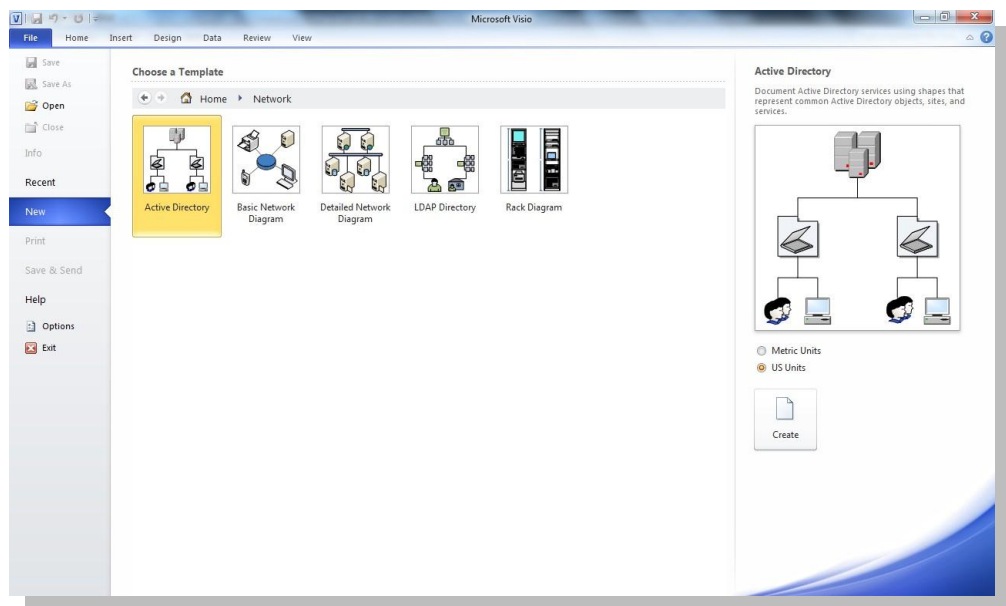 Microsoft Visio
File Home Insert Design Data Review View
Save
Save As
Open
Close
Info
Recent
New
Print
Save & Send
Help
Options
Exit
Choose a Template
Home Network
Active Directory
Basic Network
Diagram
Detailed Network
Diagram
LDAP Directory
Rack Diagram
Active Directory
Document Active Directory services using shapes that
represent common Active Directory objects, sites, and
services.
Metric Units
US Units
Create